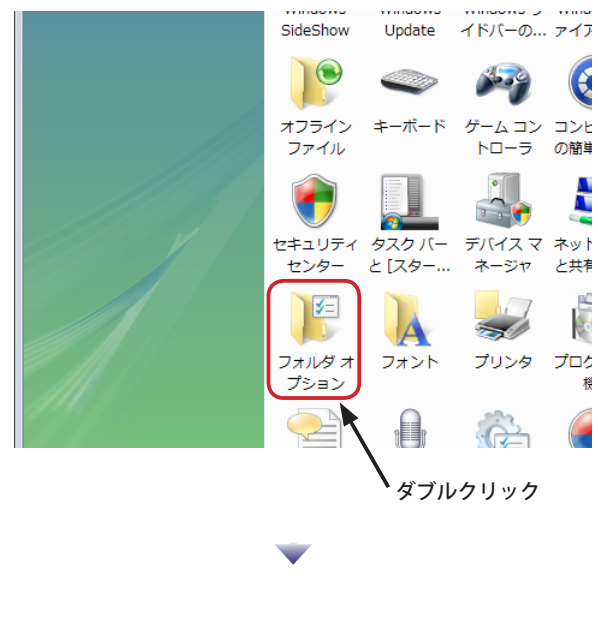 SideShow
Update
イドバーの...
オフライン
ファイル
キーボード
ゲーム コン
トローラ
の簡単
セキュリティ
センター
タスク バー
と [スター...
デバイス マ
ネージャ
ネット
と共有
フォルダ オ
プション
フォント
プリンタ
プログ
ダブルクリック